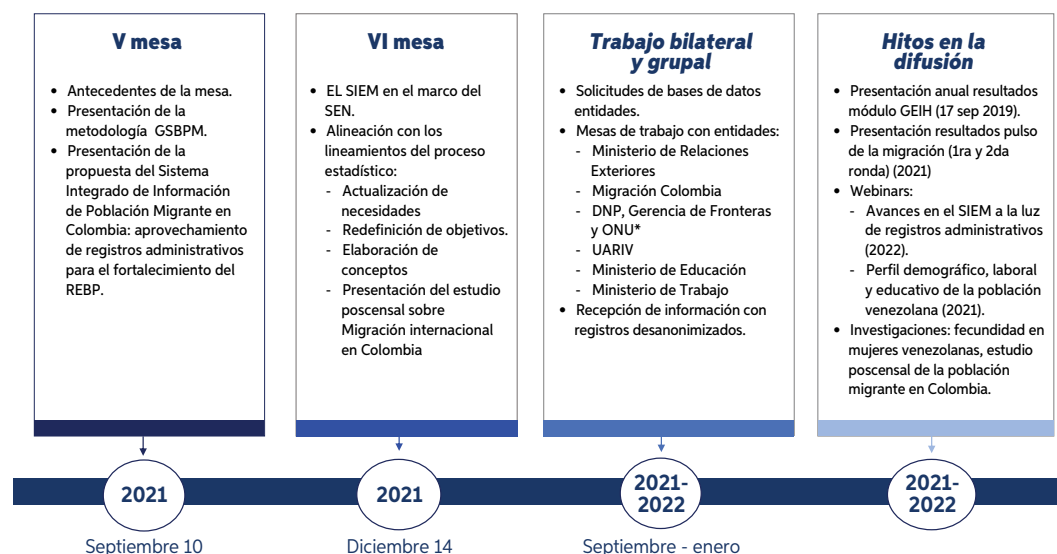 V mesa
• Antecedentes de la mesa.
• Presentación de la
metodología GSBPM.
• Presentación de la
propuesta del Sistema
Integrado de Información
de Población Migrante en
Colombia: aprovechamiento
de registros administrativos
para el fortalecimiento del
REBP.
2021
Septiembre 10
VI mesa
• EL SIEM en el marco del
SEN.
• Alineación con los
lineamientos del proceso
estadístico:
- Actualización de
necesidades
- Redefinición de objetivos.
- Elaboración de
conceptos
- Presentación del estudio
poscensal sobre
Migración internacional
en Colombia
2021
Diciembre 14
Trabajo bilateral
y grupal
• Solicitudes de bases de datos
entidades.
• Mesas de trabajo con entidades:
- Ministerio de Relaciones
Exteriores
- Migración Colombia
- DNP, Gerencia de Fronteras
y ONU*
- UARIV
- Ministerio de Educación
- Ministerio de Trabajo
• Recepción de información con
registros desanonimizados.
2021-
2022
Septiembre - enero
Hitos en la
difusión
• Presentación anual resultados
módulo GEIH (17 sep 2019).
• Presentación resultados pulso
de la migración (1ra y 2da
ronda) (2021)
• Webinars:
- Avances en el SIEM a la luz
de registros administrativos
(2022).
- Perfil demográfico, laboral
y educativo de la población
venezolana (2021).
• Investigaciones: fecundidad en
mujeres venezolanas, estudio
poscensal de la población
migrante en Colombia.
2021-
2022